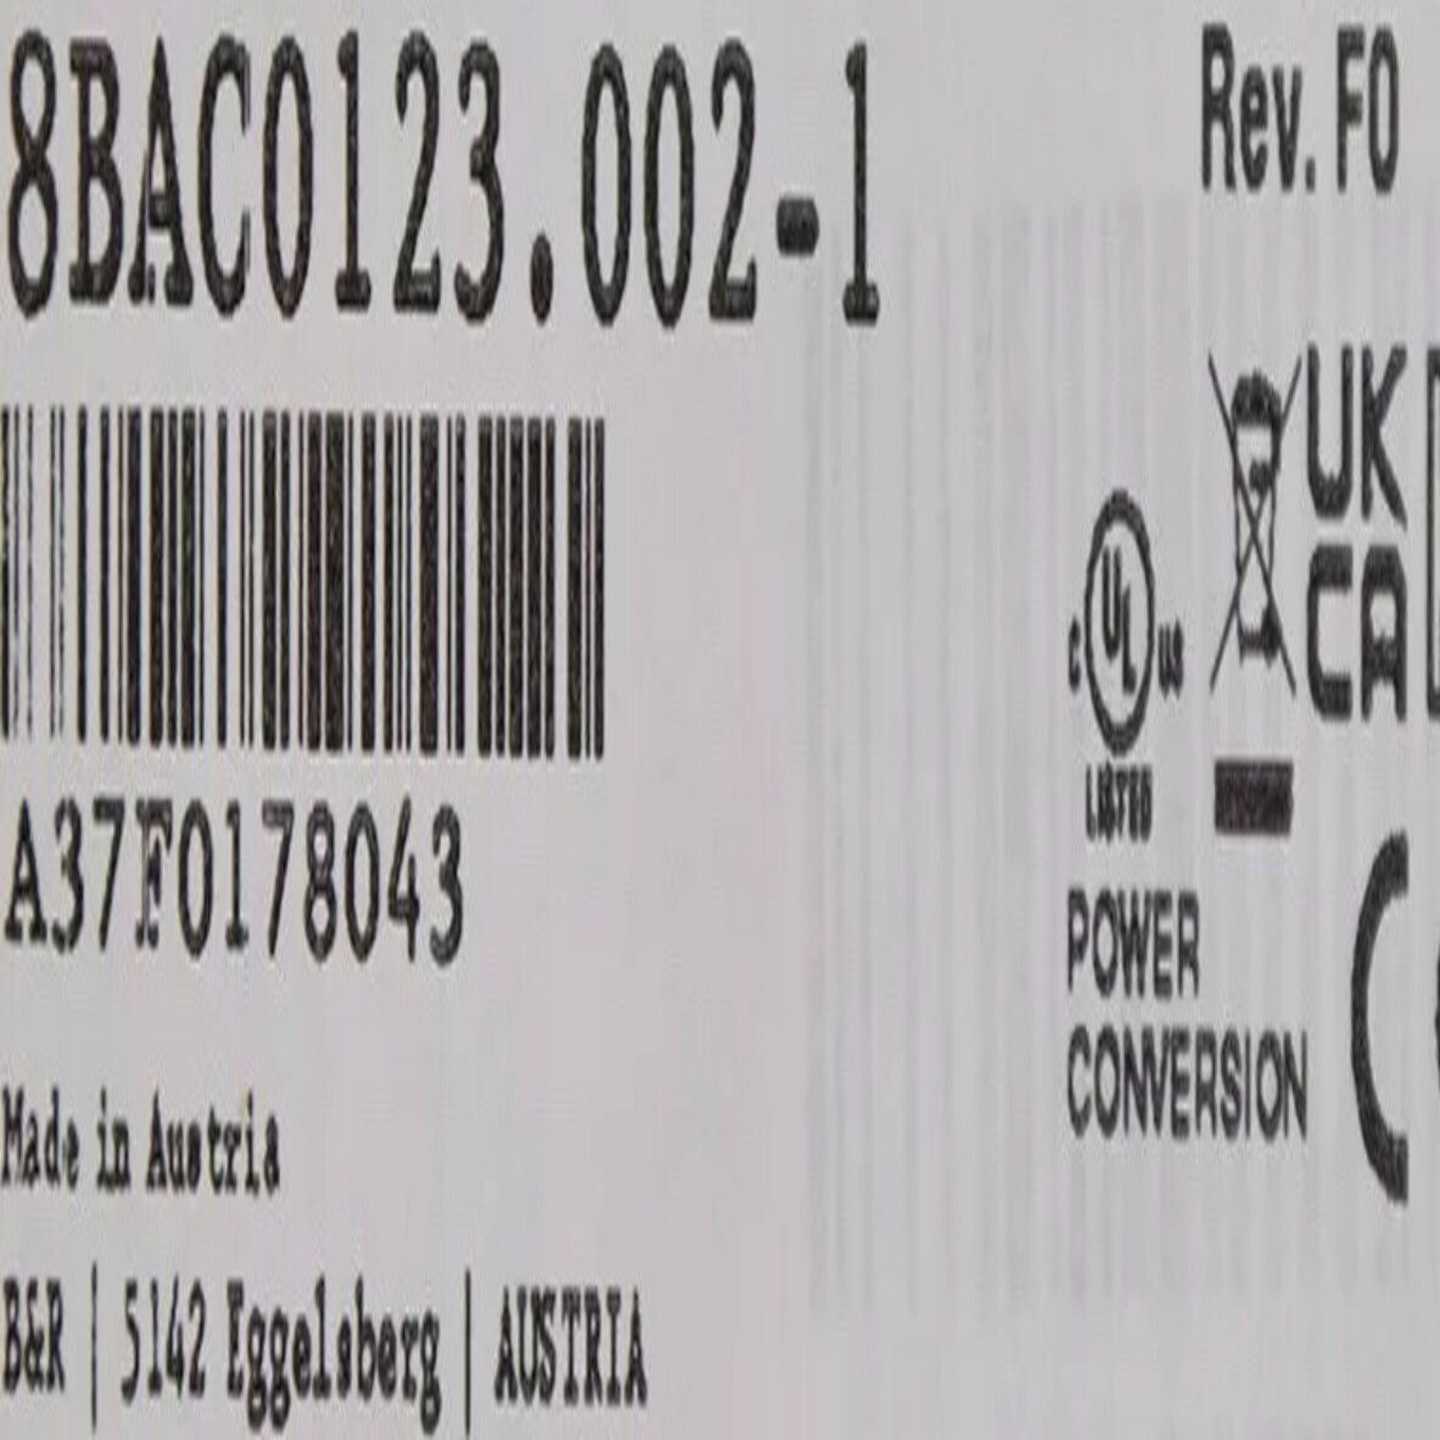 8BAC0123.002-1
Rev. F0
UK
CA
C UL US
LISTED
A37F0178043
POWER
CONVERSION
CE
Made in Austria
B&R | 5142 Eggelsberg | AUSTRIA